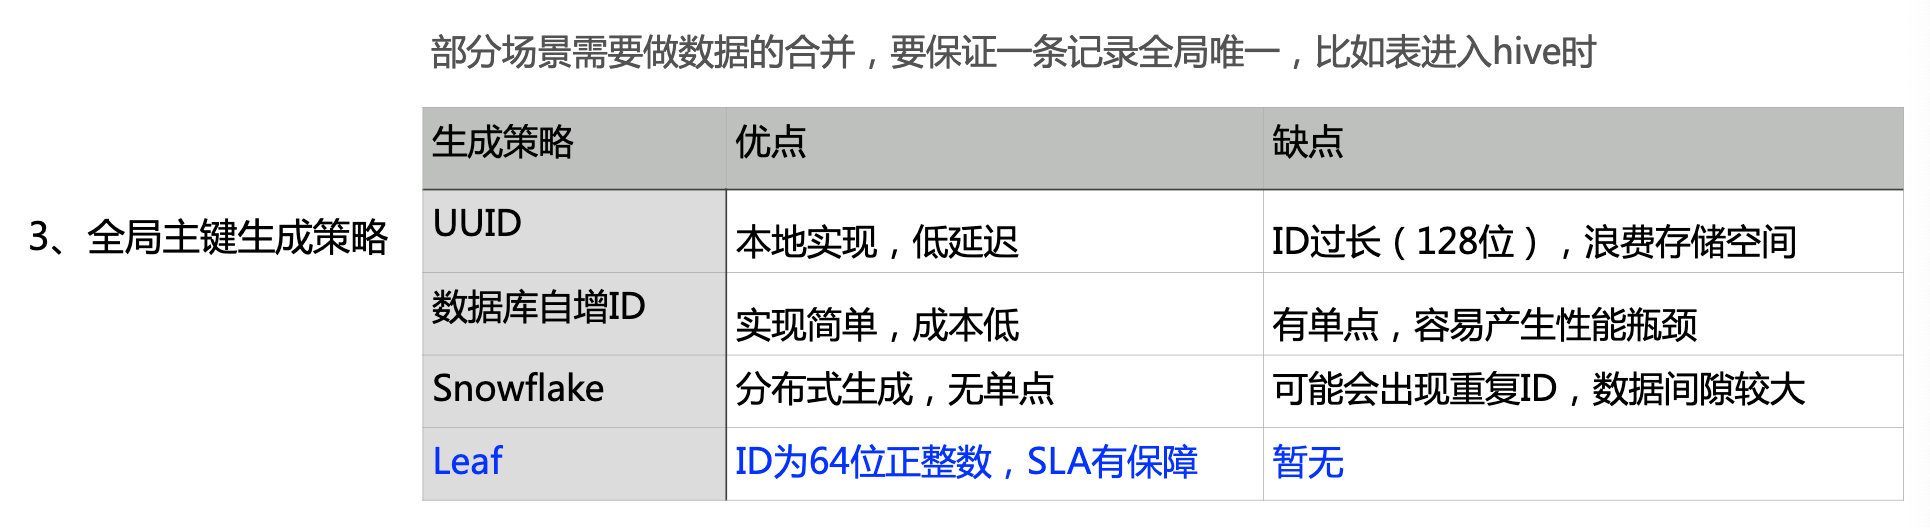 部分场景需要做数据的合并，要保证一条记录全局唯一，比如表进入hive时
3、全局主键生成策略
生成策略 优点 缺点
UUID 本地实现，低延迟 ID过长（128位），浪费存储空间
数据库自增ID 实现简单，成本低 有单点，容易产生性能瓶颈
Snowflake 分布式生成，无单点 可能会出现重复ID，数据间隙较大
Leaf ID为64位正整数，SLA有保障 暂无